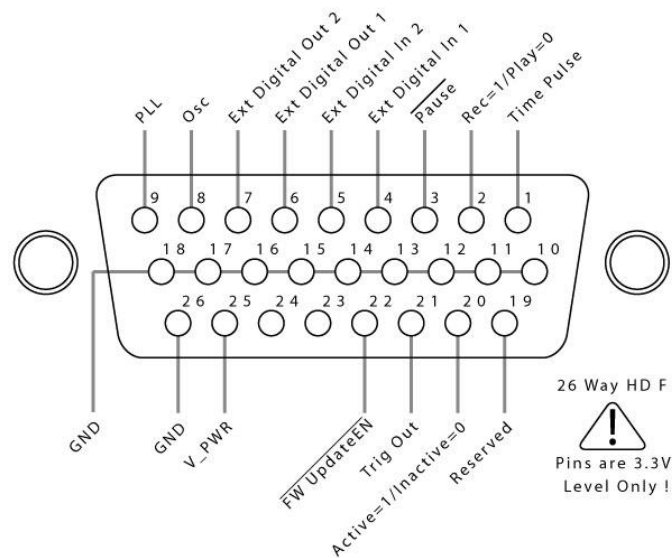 PLL
Osc
Ext Digital Out 2
Ext Digital Out 1
Ext Digital In 2
Ext Digital In 1
Pause
Rec=1/Play=0
Time Pulse
9 8 7 6 5 4 3 2 1
18 17 16 15 14 13 12 11 10
26 25 24 23 22 21 20 19
GND
GND
V_PWR
FW UpdateEN
Trig Out
Active=1/Inactive=0
Reserved
26 Way HD F
!
Pins are 3.3V
Level Only !